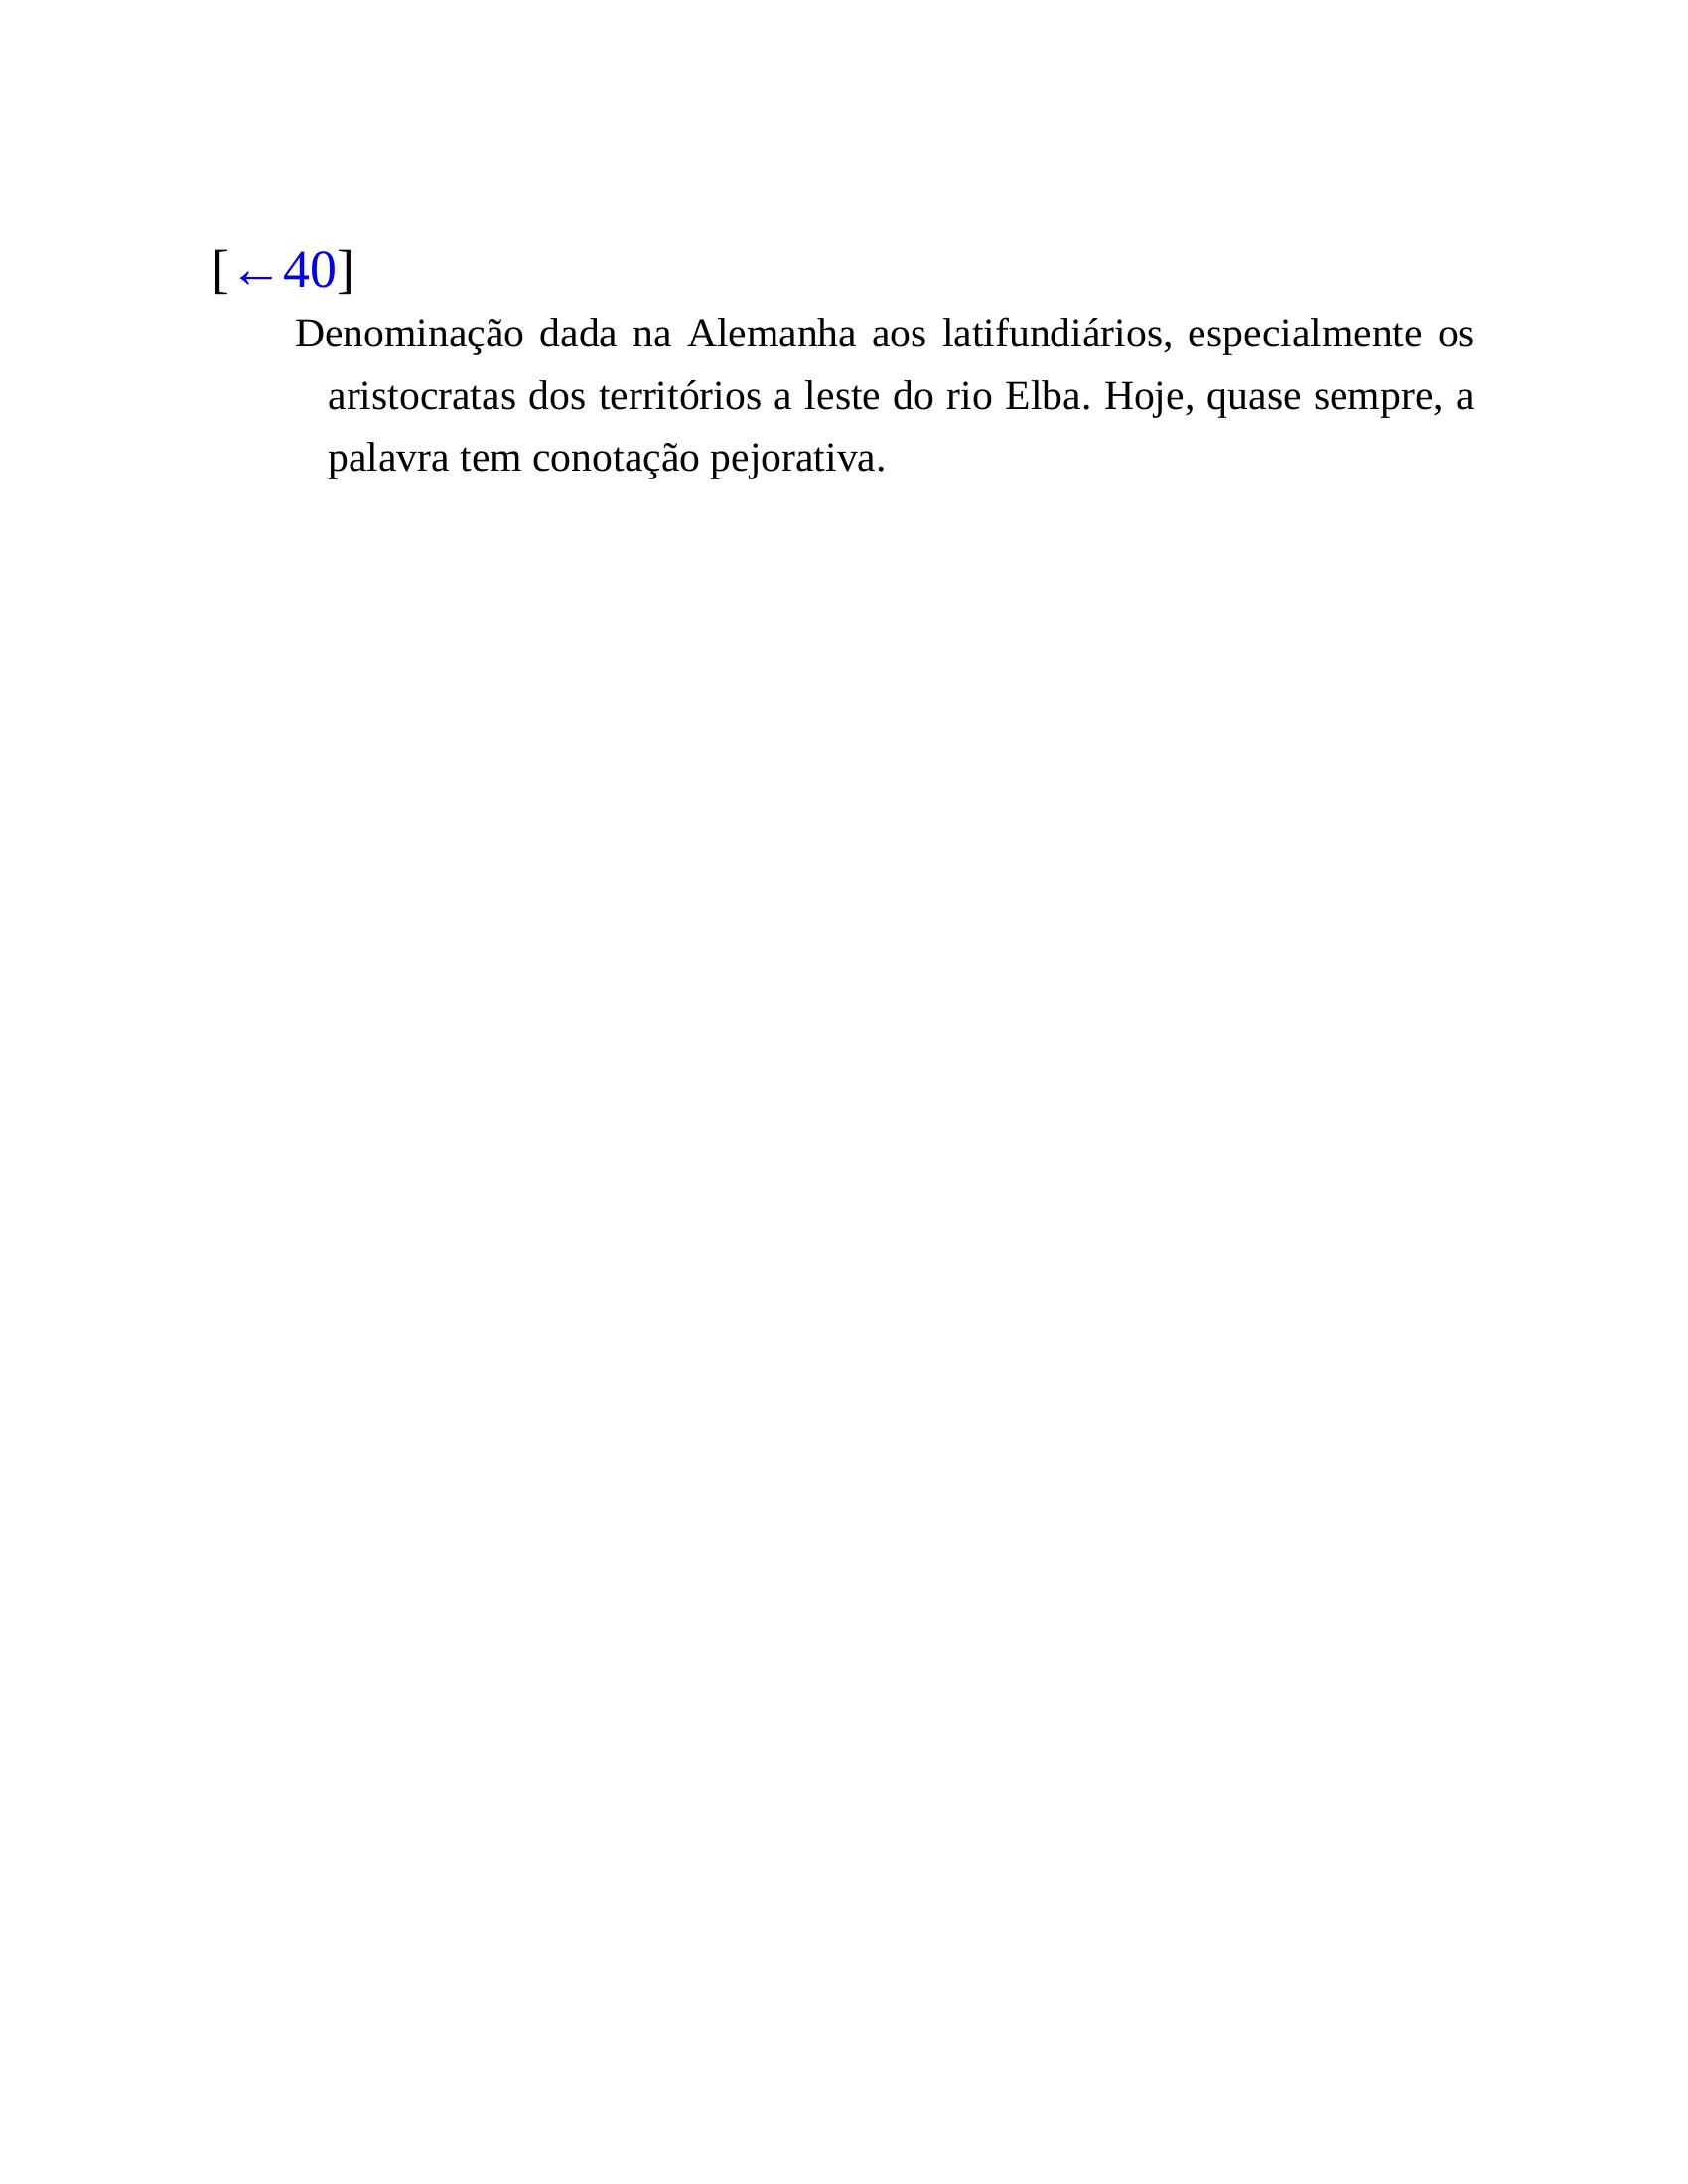 [←40]
Denominação dada na Alemanha aos latifundiários, especialmente os
aristocratas dos territórios a leste do rio Elba. Hoje, quase sempre, a
palavra tem conotação pejorativa.